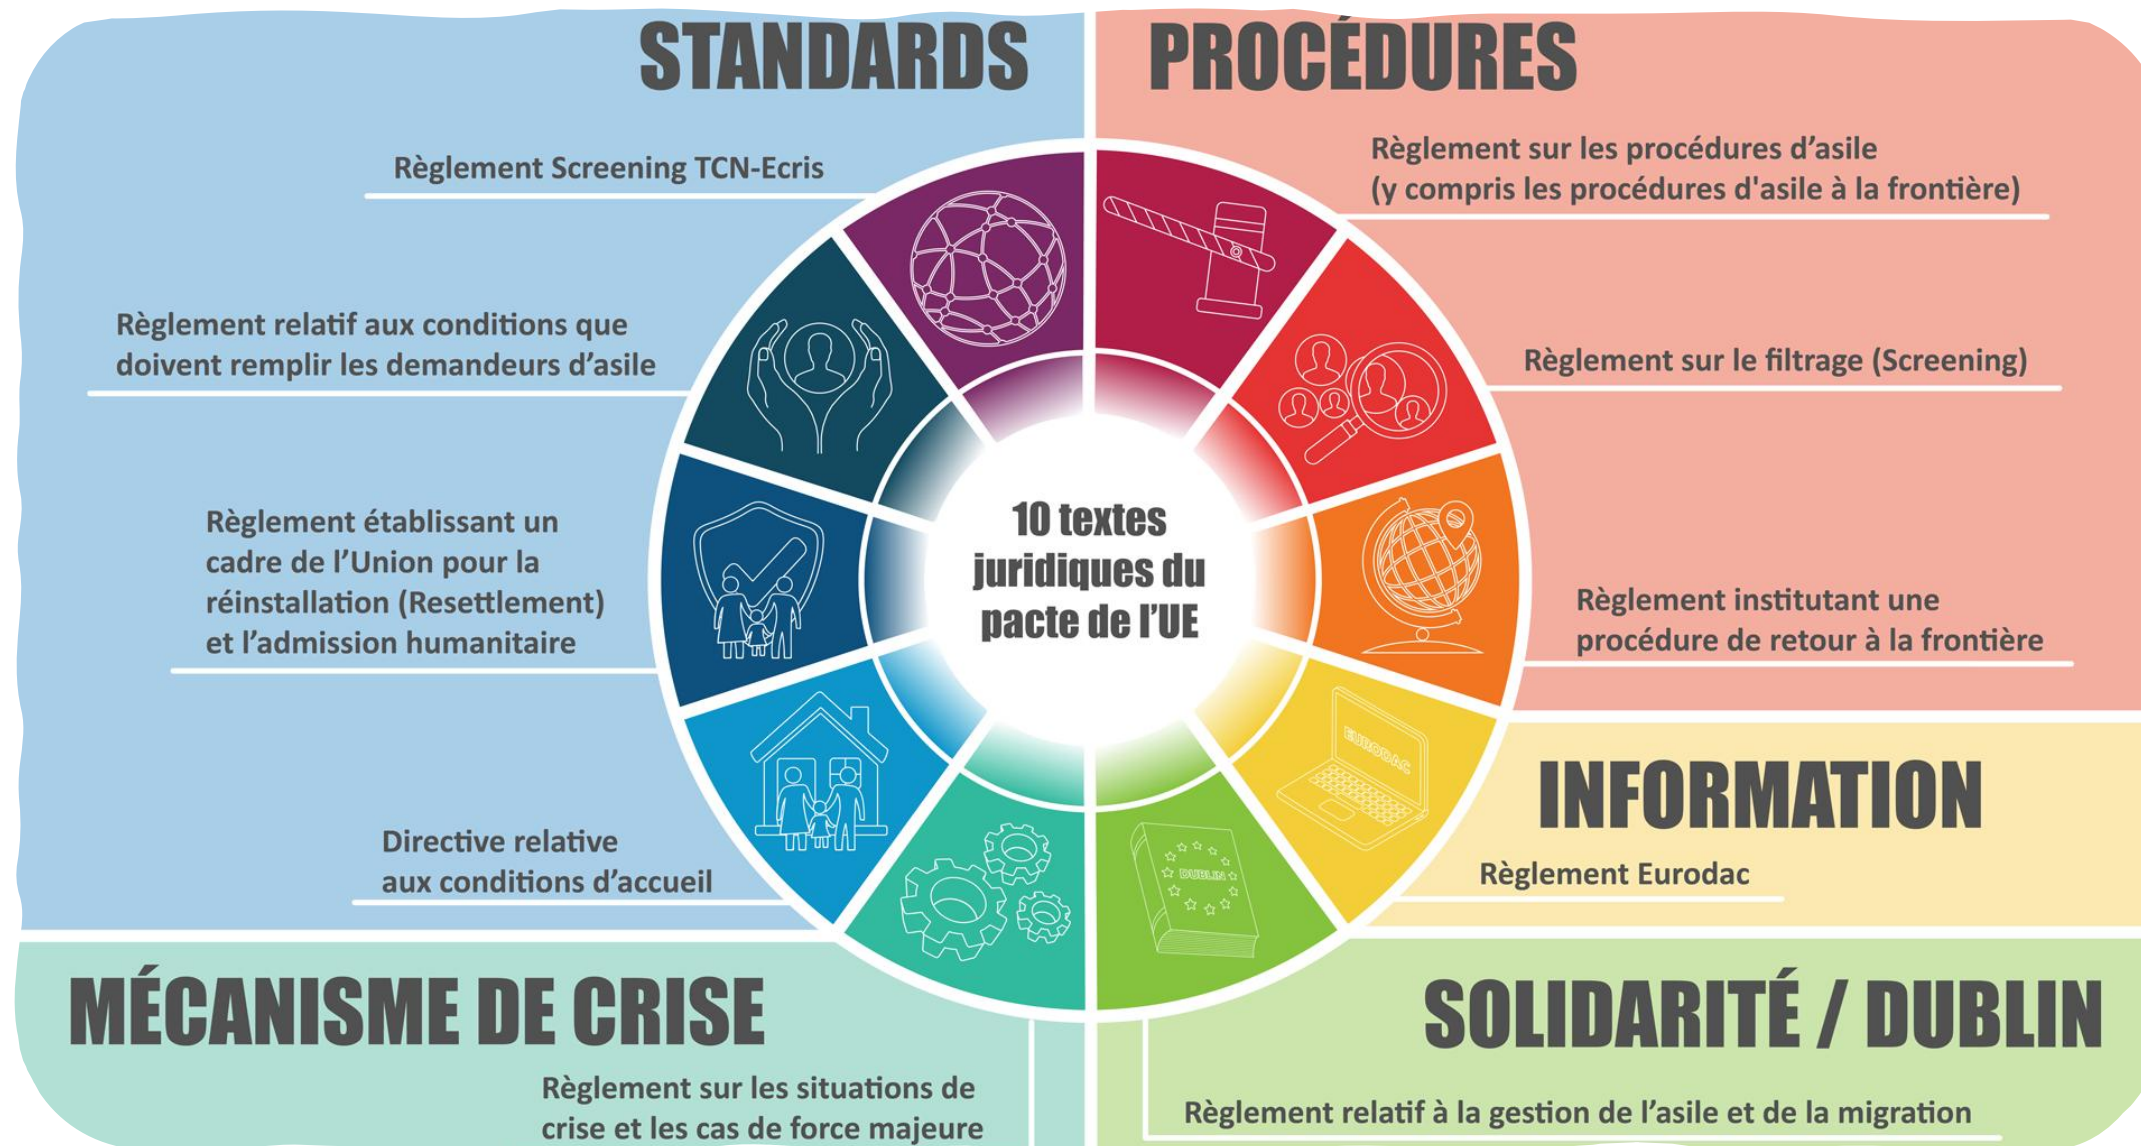 STANDARDS
Règlement Screening TCN-Ecris
Règlement relatif aux conditions que
doivent remplir les demandeurs d’asile
Règlement établissant un
cadre de l’Union pour la
réinstallation (Resettlement)
et l’admission humanitaire
Directive relative
aux conditions d’accueil
PROCÉDURES
Règlement sur les procédures d’asile
(y compris les procédures d'asile à la frontière)
Règlement sur le filtrage (Screening)
Règlement institutant une
procédure de retour à la frontière
10 textes
juridiques du
pacte de l’UE
EURODAC
DUBLIN
INFORMATION
Règlement Eurodac
MÉCANISME DE CRISE
Règlement sur les situations de
crise et les cas de force majeure
SOLIDARITÉ / DUBLIN
Règlement relatif à la gestion de l’asile et de la migration